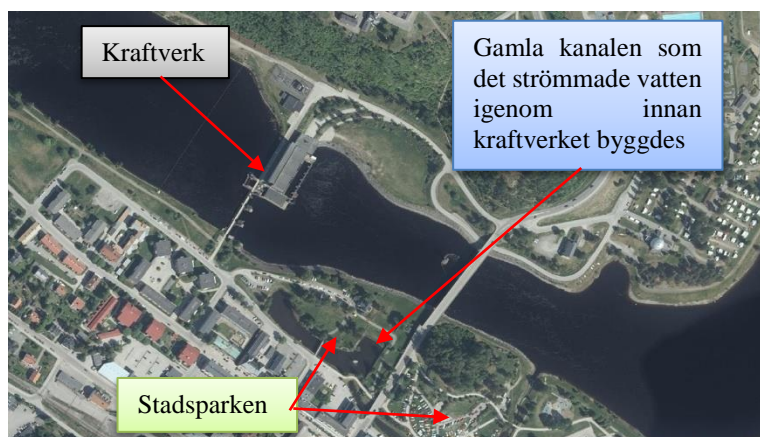 Kraftverk
Gamla kanalen som
det strömmade vatten
igenom innan
kraftverket byggdes
Stadsparken